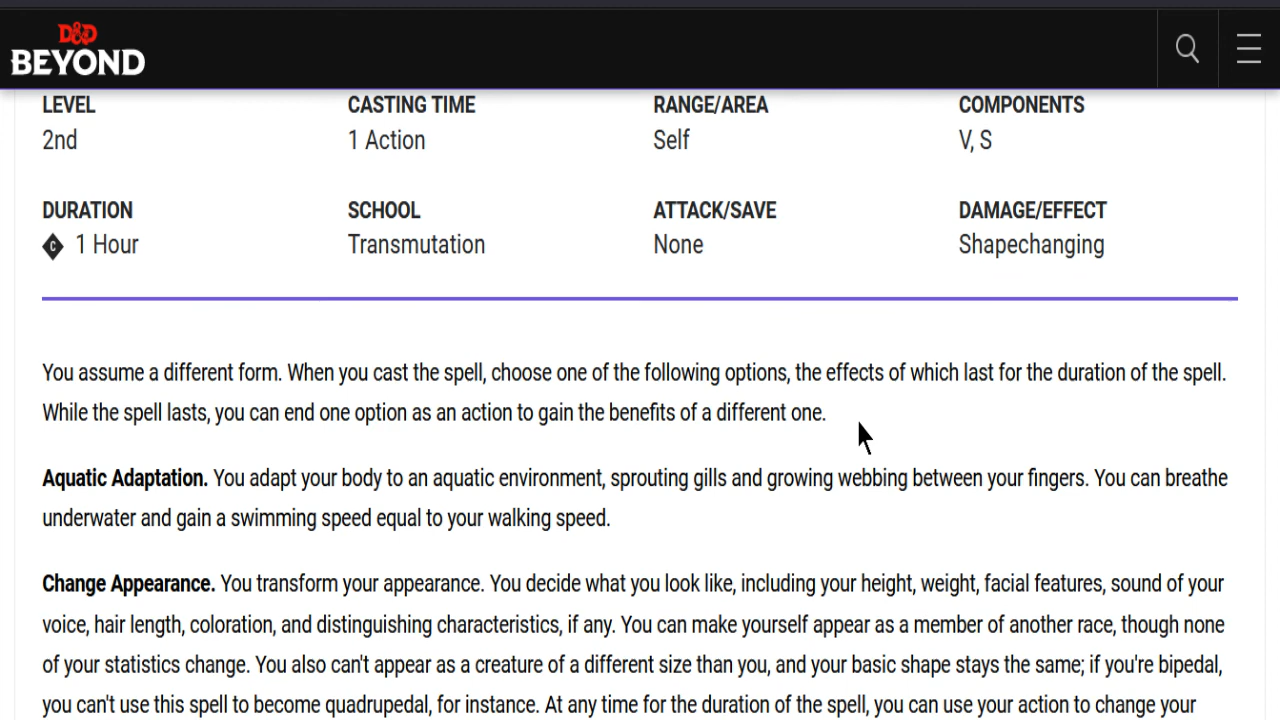 D&D
BEYOND
LEVEL CASTING TIME RANGE/AREA COMPONENTS
2nd 1 Action Self V, S
DURATION SCHOOL ATTACK/SAVE DAMAGE/EFFECT
C 1 Hour Transmutation None Shapechanging
You assume a different form. When you cast the spell, choose one of the following options, the effects of which last for the duration of the spell.
While the spell lasts, you can end one option as an action to gain the benefits of a different one.
Aquatic Adaptation. You adapt your body to an aquatic environment, sprouting gills and growing webbing between your fingers. You can breathe
underwater and gain a swimming speed equal to your walking speed.
Change Appearance. You transform your appearance. You decide what you look like, including your height, weight, facial features, sound of your
voice, hair length, coloration, and distinguishing characteristics, if any. You can make yourself appear as a member of another race, though none
of your statistics change. You also can't appear as a creature of a different size than you, and your basic shape stays the same; if you're bipedal,
you can't use this spell to become quadrupedal, for instance. At any time for the duration of the spell, you can use your action to change your